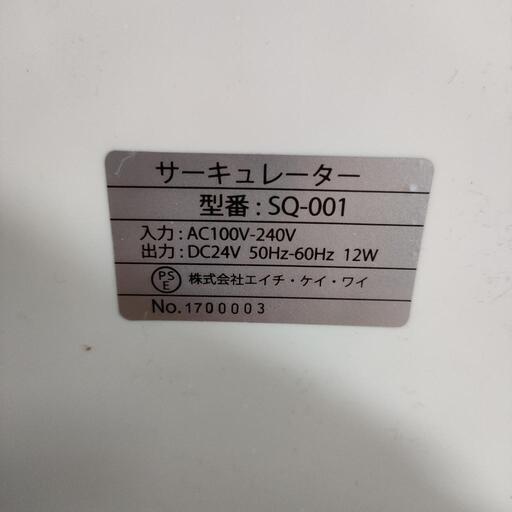 サーキュレーター
型番 : SQ-001
入力 : AC100V-240V
出力 : DC24V 50Hz-60Hz 12W
PSE 株式会社エイチ・ケイ・ワイ
No.1700003